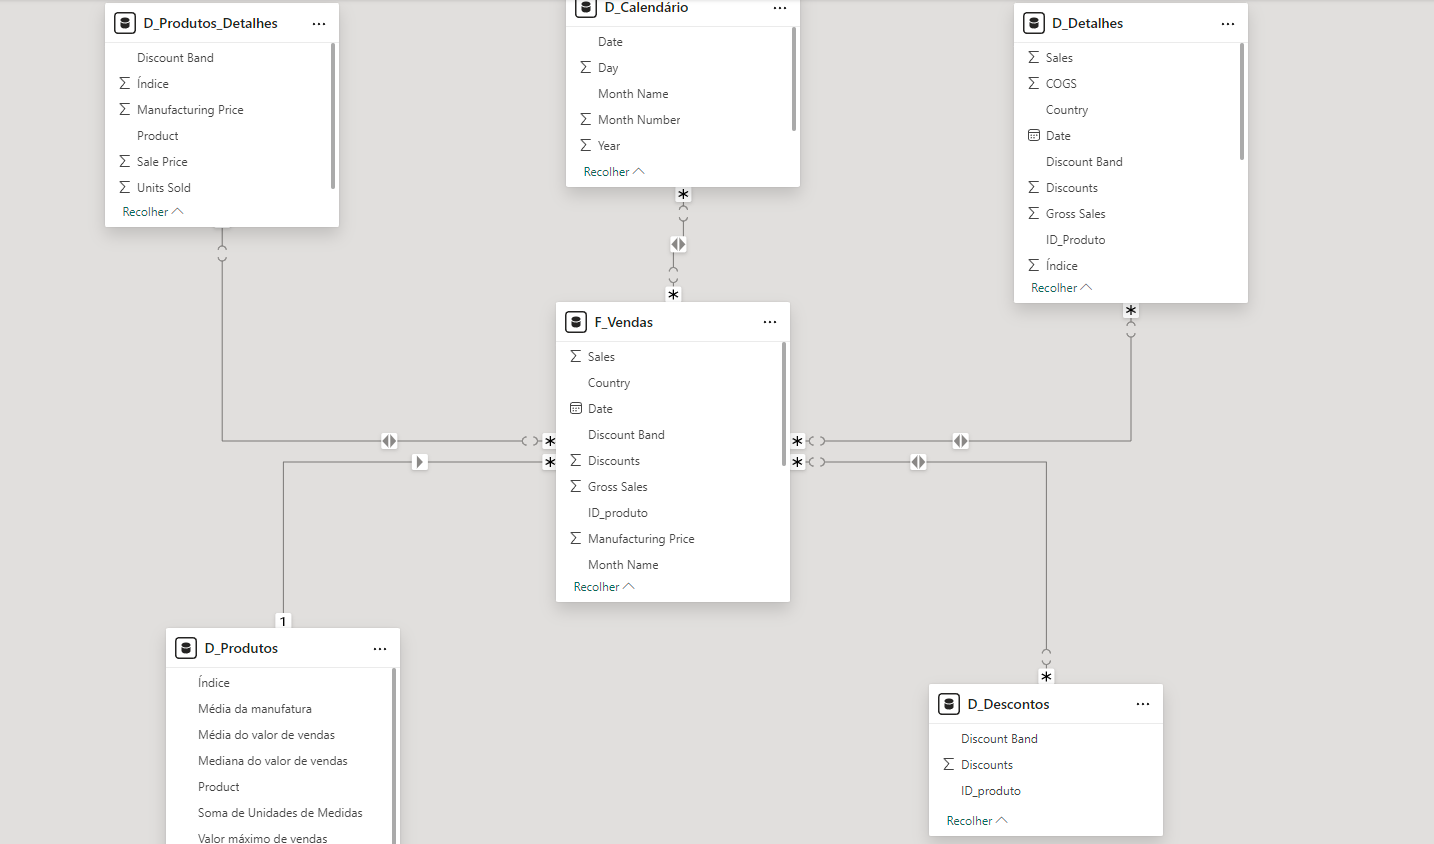 D_Produtos_Detalhes
Discount Band
Índice
Manufacturing Price
Product
Sale Price
Units Sold
Recolher
D_Calendário
Date
Day
Month Name
Month Number
Year
Recolher
D_Detalhes
Sales
COGS
Country
Date
Discount Band
Discounts
Gross Sales
ID_Produto
Índice
Recolher
F_Vendas
Sales
Country
Date
Discount Band
Discounts
Gross Sales
ID_produto
Manufacturing Price
Month Name
Recolher
1
D_Produtos
Índice
Média da manufatura
Média do valor de vendas
Mediana do valor de vendas
Product
Soma de Unidades de Medidas
Valor máximo de vendas
D_Descontos
Discount Band
Discounts
ID_produto
Recolher